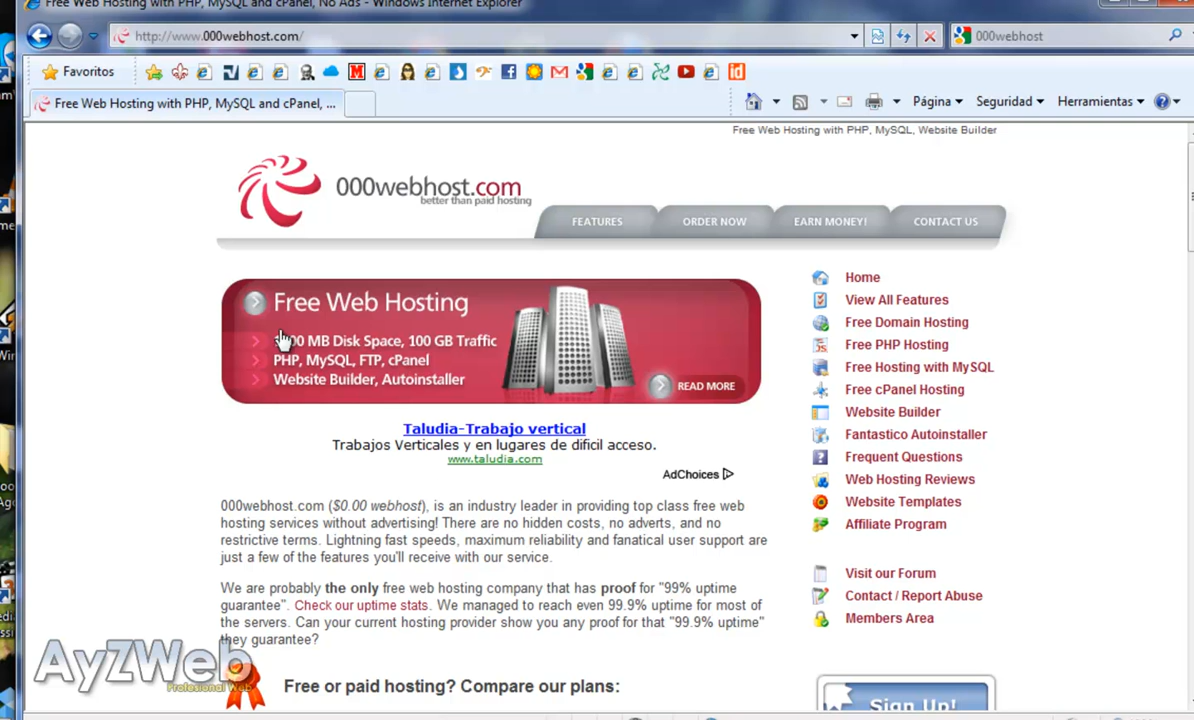 Free Web Hosting with PHP, MySQL and cPanel, No Ads - Windows Internet Explorer
http://www.000webhost.com/
000webhost
Favoritos
Free Web Hosting with PHP, MySQL and cPanel, ...
Página
Seguridad
Herramientas
Free Web Hosting with PHP, MySQL, Website Builder
000webhost.com
better than paid hosting
FEATURES
ORDER NOW
EARN MONEY!
CONTACT US
Free Web Hosting
MB Disk Space, 100 GB Traffic
PHP, MySQL, FTP, cPanel
Website Builder, Autoinstaller
READ MORE
Home
View All Features
Free Domain Hosting
Free PHP Hosting
Free Hosting with MySQL
Free cPanel Hosting
Website Builder
Fantastico Autoinstaller
Frequent Questions
Web Hosting Reviews
Website Templates
Affiliate Program
Visit our Forum
Contact / Report Abuse
Members Area
Taludia-Trabajo vertical
Trabajos Verticales y en lugares de dificil acceso.
www.taludia.com
AdChoices
000webhost.com ($0.00 webhost), is an industry leader in providing top class free web
hosting services without advertising! There are no hidden costs, no adverts, and no
restrictive terms. Lightning fast speeds, maximum reliability and fanatical user support are
just a few of the features you'll receive with our service.
We are probably the only free web hosting company that has proof for "99% uptime
guarantee". Check our uptime stats. We managed to reach even 99.9% uptime for most of
the servers. Can your current hosting provider show you any proof for that "99.9% uptime"
they guarantee?
AyZWeb
Profesional Web
Free or paid hosting? Compare our plans:
Sign Up!